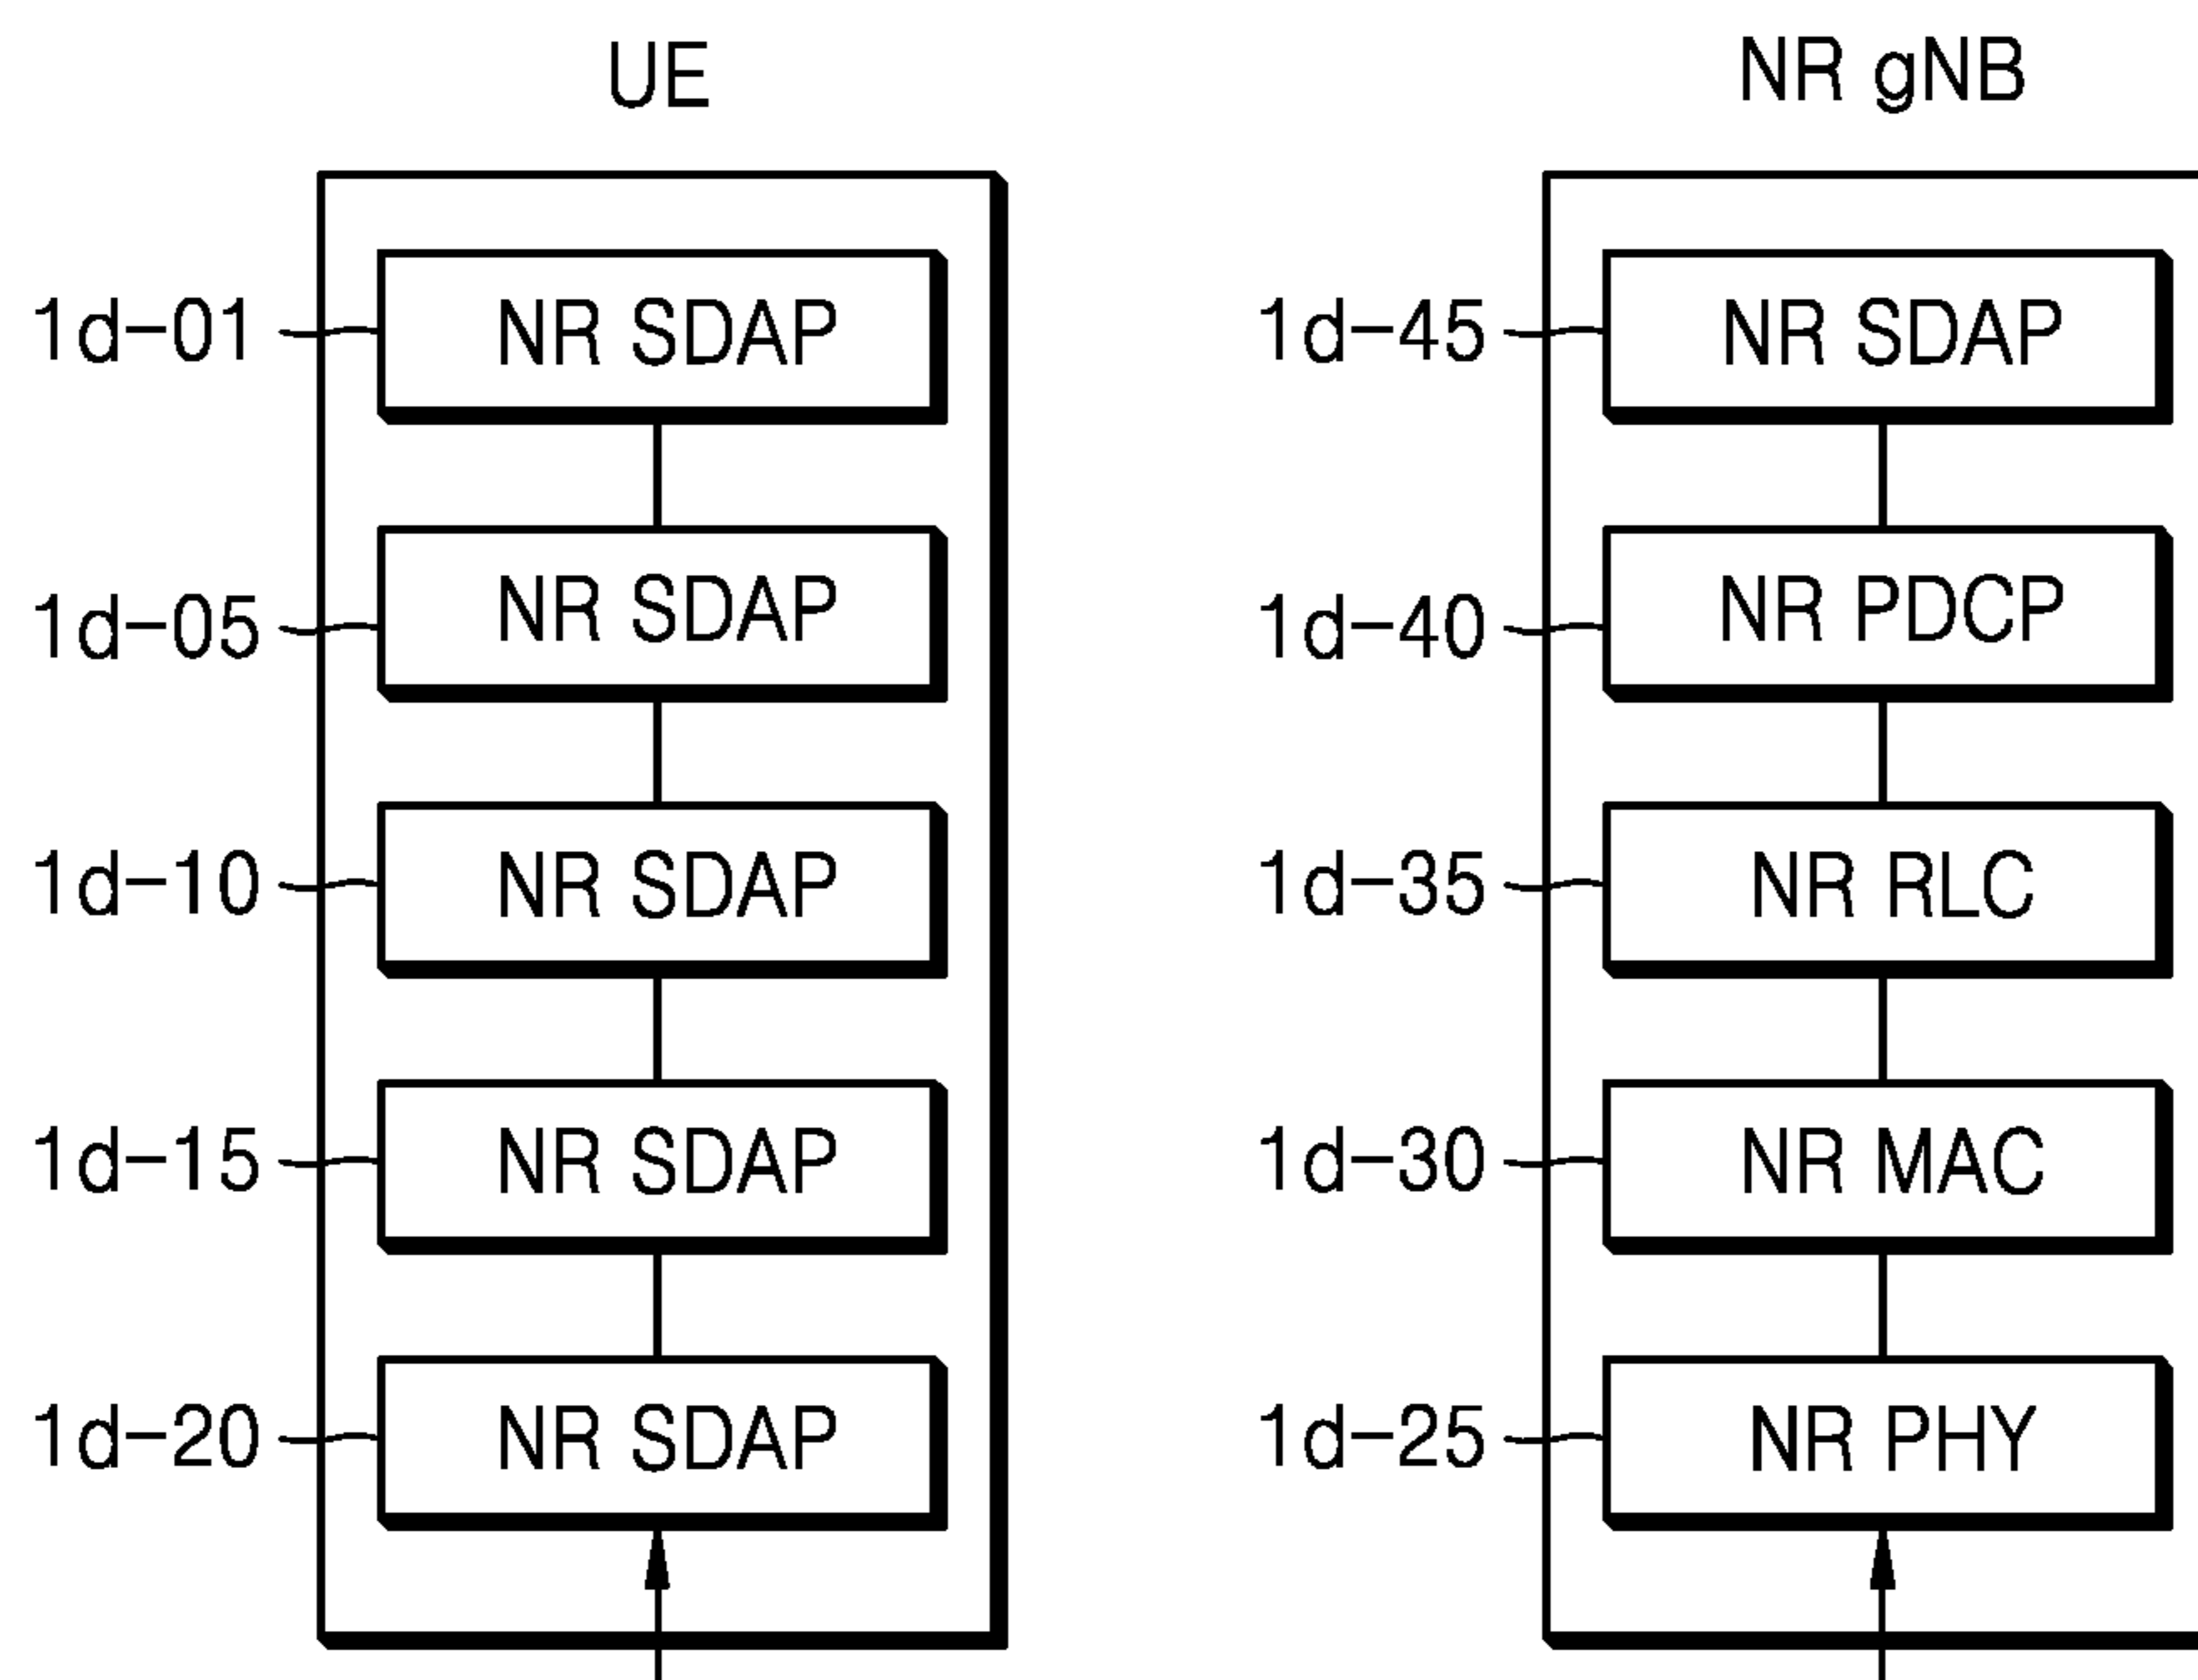 UE
NR gNB
1d-01
NR SDAP
1d-45
NR SDAP
1d-05
NR SDAP
1d-40
NR PDCP
1d-10
NR SDAP
1d-35
NR RLC
1d-15
NR SDAP
1d-30
NR MAC
1d-20
NR SDAP
1d-25
NR PHY